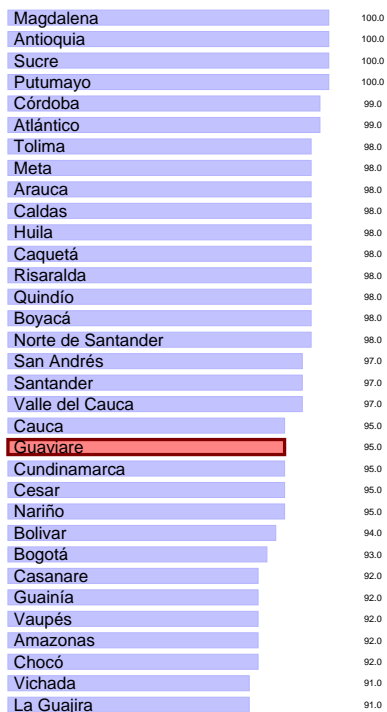 Magdalena 100.0
Antioquia 100.0
Sucre 100.0
Putumayo 100.0
Córdoba 99.0
Atlántico 99.0
Tolima 98.0
Meta 98.0
Arauca 98.0
Caldas 98.0
Huila 98.0
Caquetá 98.0
Risaralda 98.0
Quindío 98.0
Boyacá 98.0
Norte de Santander 98.0
San Andrés 97.0
Santander 97.0
Valle del Cauca 97.0
Cauca 95.0
Guaviare 95.0
Cundinamarca 95.0
Cesar 95.0
Nariño 95.0
Bolivar 94.0
Bogotá 93.0
Casanare 92.0
Guainía 92.0
Vaupés 92.0
Amazonas 92.0
Chocó 92.0
Vichada 91.0
La Guajira 91.0